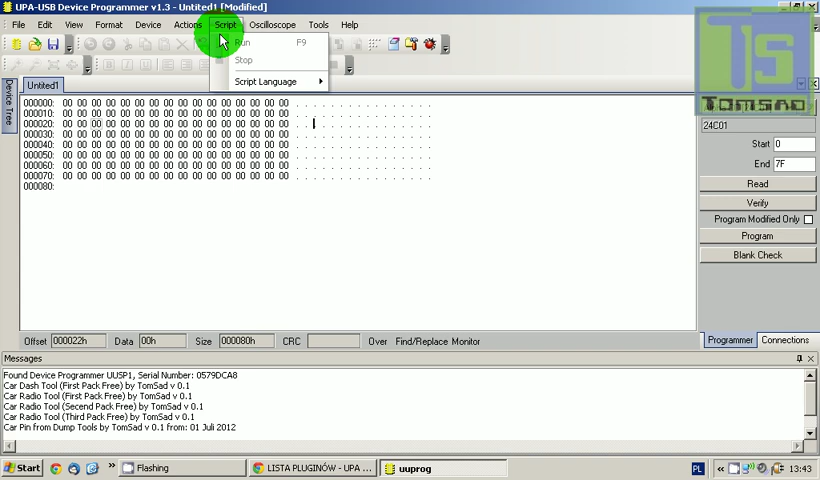 UPA-USB Device Programmer v1.3 - Untitled1 [Modified]
File Edit View Format Device Actions Script Oscilloscope Tools Help
Run F9
Stop
Script Language
TS
TOMSAD
Untitled1
Device Tree
000000: 00 00 00 00 00 00 00 00 00 00 00 00 00 00 00 00 . . . . . . . . . . . . . . . .
000010: 00 00 00 00 00 00 00 00 00 00 00 00 00 00 00 00 . . . . . . . . . . . . . . . .
000020: 00 00 00 00 00 00 00 00 00 00 00 00 00 00 00 00 . . . . . . . . . . . . . . .
000030: 00 00 00 00 00 00 00 00 00 00 00 00 00 00 00 00 . . . . . . . . . . . . . . . .
000040: 00 00 00 00 00 00 00 00 00 00 00 00 00 00 00 00 . . . . . . . . . . . . . . . .
000050: 00 00 00 00 00 00 00 00 00 00 00 00 00 00 00 00 . . . . . . . . . . . . . . . .
000060: 00 00 00 00 00 00 00 00 00 00 00 00 00 00 00 00 . . . . . . . . . . . . . . . .
000070: 00 00 00 00 00 00 00 00 00 00 00 00 00 00 00 00 . . . . . . . . . . . . . . . .
000080:
24C01
Start 0
End 7F
Read
Verify
Program Modified Only
Program
Blank Check
Offset 000022h Data 00h Size 000080h CRC Over Find/Replace Monitor
Programmer Connections
Messages
Found Device Programmer UUSP1, Serial Number: 0579DCA8
Car Dash Tool (First Pack Free) by TomSad v 0.1
Car Radio Tool (First Pack Free) by TomSad v 0.1
Car Radio Tool (Second Pack Free) by TomSad v 0.1
Car Radio Tool (Third Pack Free) by TomSad v 0.1
Car Pin from Dump Tools by TomSad v 0.1 from: 01 Juli 2012
Start Flashing LISTA PLUGINÓW - UPA ... uuprog PL 13:43